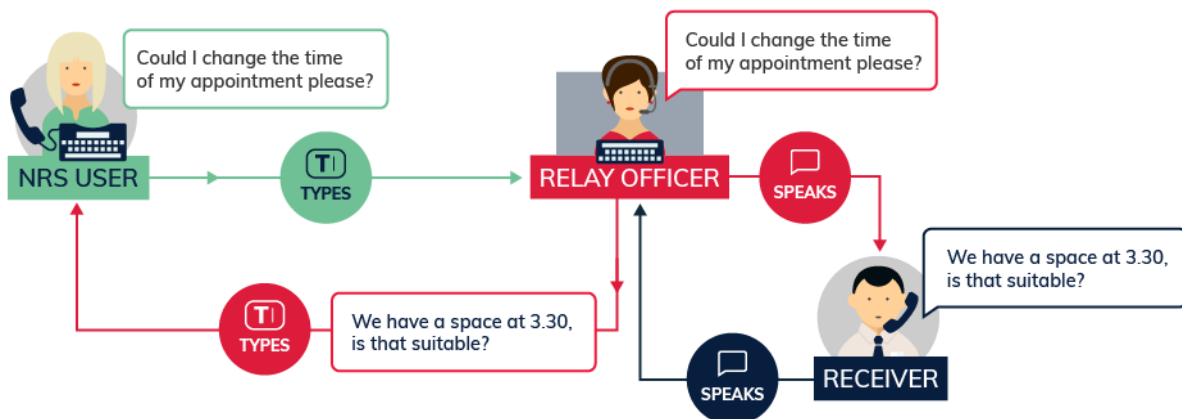 Could I change the time
of my appointment please?
Could I change the time
of my appointment please?
NRS USER
T
TYPES
RELAY OFFICER
SPEAKS
We have a space at 3.30,
is that suitable?
T
TYPES
We have a space at 3.30,
is that suitable?
SPEAKS
RECEIVER